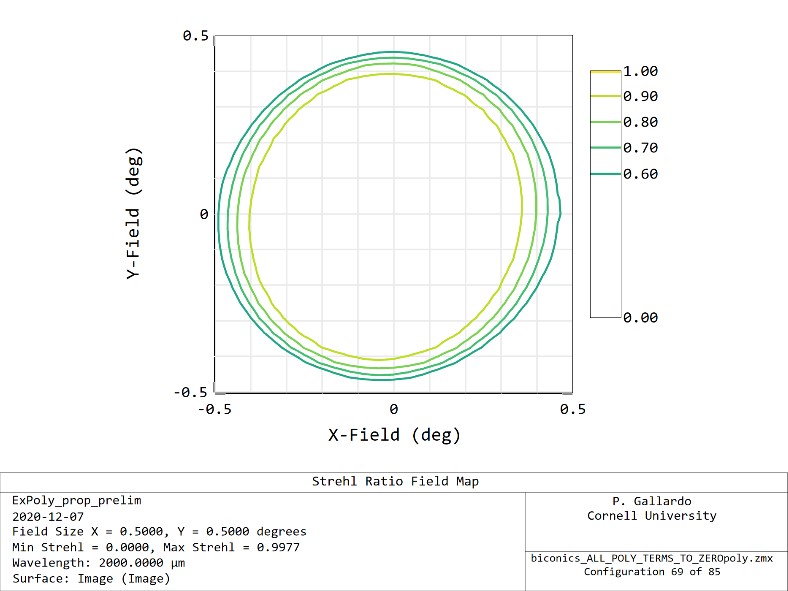 0.5
0
-0.5
Y-Field (deg)
-0.5
0
0.5
X-Field (deg)
1.00
0.90
0.80
0.70
0.60
0.00
Strehl Ratio Field Map
ExPoly_prop_prelim
2020-12-07
Field Size X = 0.5000, Y = 0.5000 degrees
Min Strehl = 0.0000, Max Strehl = 0.9977
Wavelength: 2000.0000 µm
Surface: Image (Image)
P. Gallardo
Cornell University
biconics_ALL_POLY_TERMS_TO_ZEROpoly.zmx
Configuration 69 of 85